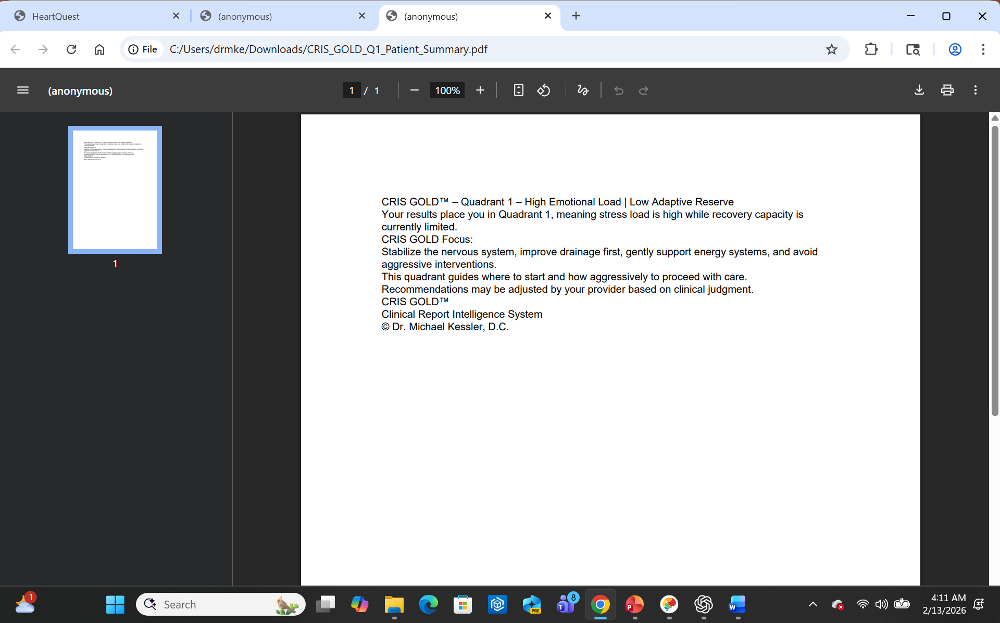 HeartQuest
(anonymous)
(anonymous)
File
C:/Users/drmke/Downloads/CRIS_GOLD_Q1_Patient_Summary.pdf
(anonymous)
1 / 1
100%
1
CRIS GOLD™ – Quadrant 1 – High Emotional Load | Low Adaptive Reserve
Your results place you in Quadrant 1, meaning stress load is high while recovery capacity is
currently limited.
CRIS GOLD Focus:
Stabilize the nervous system, improve drainage first, gently support energy systems, and avoid
aggressive interventions.
This quadrant guides where to start and how aggressively to proceed with care.
Recommendations may be adjusted by your provider based on clinical judgment.
CRIS GOLD™
Clinical Report Intelligence System
© Dr. Michael Kessler, D.C.
1
Search
PRE
T
8
P
W
4:11 AM
2/13/2026